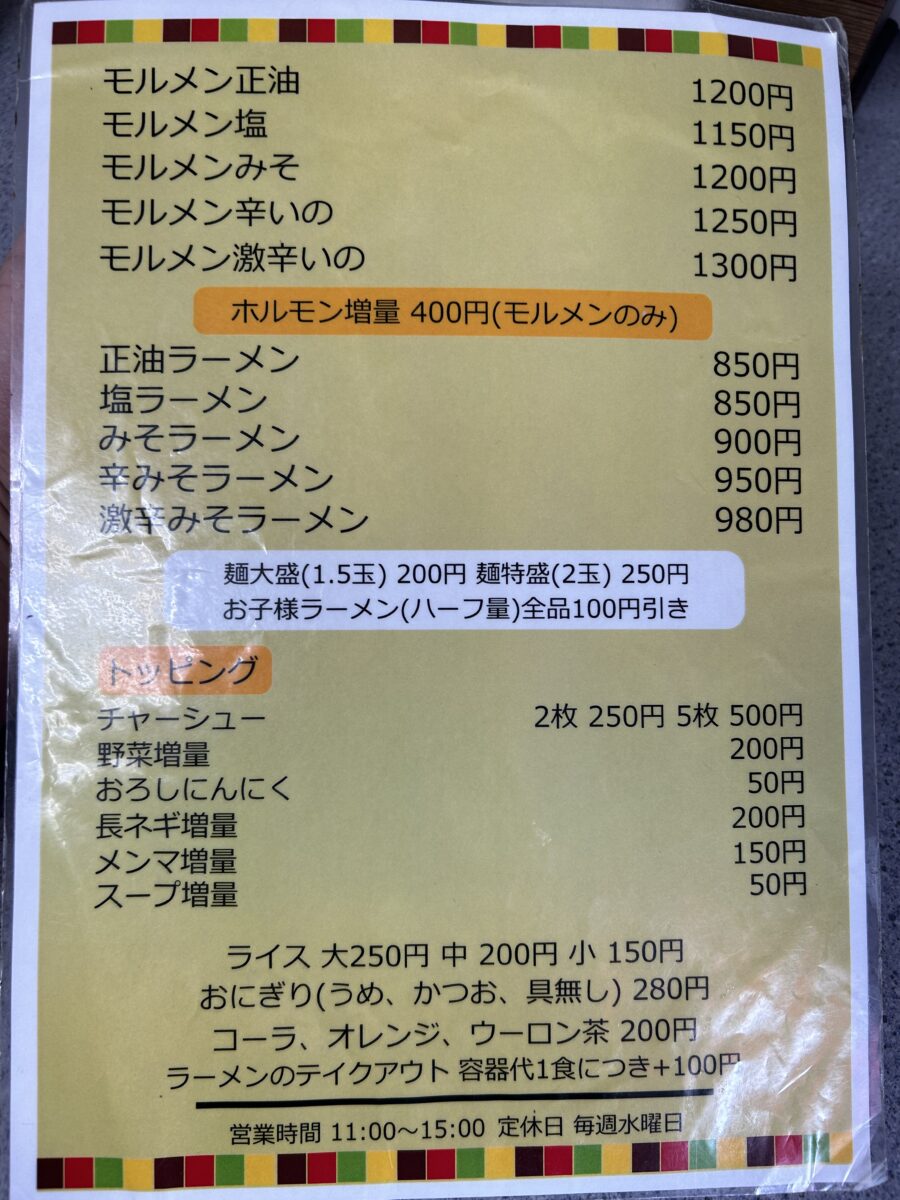 モルメン正油 1200円
モルメン塩 1150円
モルメンみそ 1200円
モルメン辛いの 1250円
モルメン激辛いの 1300円
ホルモン増量 400円(モルメンのみ)
正油ラーメン 850円
塩ラーメン 850円
みそラーメン 900円
辛みそラーメン 950円
激辛みそラーメン 980円
麺大盛(1.5玉) 200円 麺特盛(2玉) 250円
お子様ラーメン(ハーフ量)全品100円引き
トッピング
チャーシュー 2枚 250円 5枚 500円
野菜増量 200円
おろしにんにく 50円
長ネギ増量 200円
メンマ増量 150円
スープ増量 50円
ライス 大250円 中 200円 小 150円
おにぎり(うめ、かつお、具無し) 280円
コーラ、オレンジ、ウーロン茶 200円
ラーメンのテイクアウト 容器代1食につき+100円
営業時間 11:00～15:00 定休日 毎週水曜日